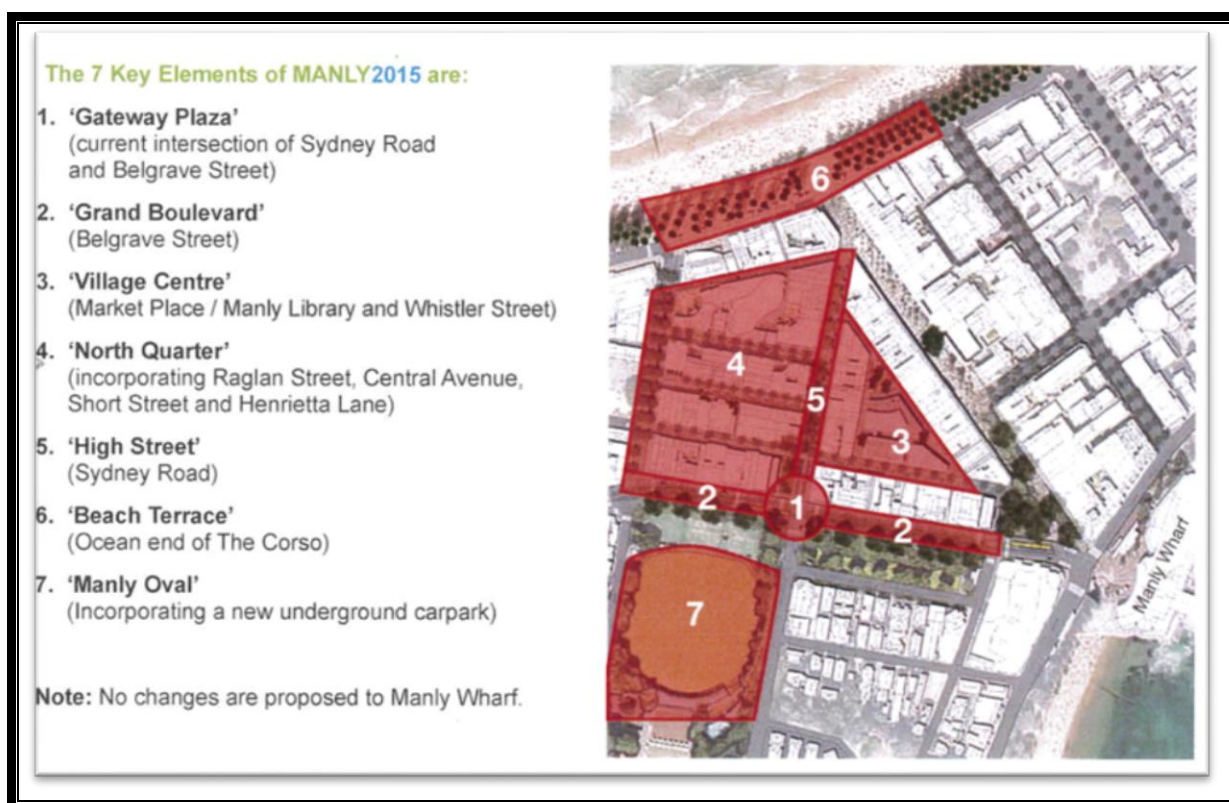 The 7 Key Elements of MANLY2015 are:
1. ‘Gateway Plaza’
(current intersection of Sydney Road
and Belgrave Street)
2. ‘Grand Boulevard’
(Belgrave Street)
3. ‘Village Centre’
(Market Place / Manly Library and Whistler Street)
4. ‘North Quarter’
(incorporating Raglan Street, Central Avenue,
Short Street and Henrietta Lane)
5. ‘High Street’
(Sydney Road)
6. ‘Beach Terrace’
(Ocean end of The Corso)
7. ‘Manly Oval’
(Incorporating a new underground carpark)
Note: No changes are proposed to Manly Wharf.
6
4
5
3
2
1
2
7
Manly Wharf